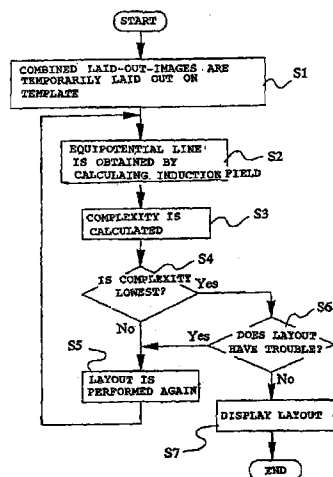 START
COMBINED LAID-OUT-IMAGES ARE
TEMPORARILY LAID OUT ON
TEMPLATE
S1
EQUIPOTENTIAL LINE
IS OBTAINED BY
CALCULAING INDUCTION FIELD
S2
COMPLEXITY IS
CALCULATED
S3
S4
IS COMPLEXITY
LOWEST?
Yes
No
S6
DOES LAYOUT
HAVE TROUBLE?
Yes
No
S5
LAYOUT IS
PERFORMED AGAIN
DISPLAY LAYOUT
S7
END